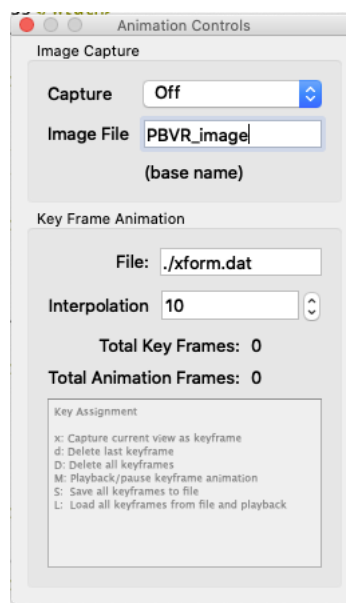 Animation Controls
Image Capture
Capture Off
Image File PBVR_image
(base name)
Key Frame Animation
File: ./xform.dat
Interpolation 10
Total Key Frames: 0
Total Animation Frames: 0
Key Assignment
x: Capture current view as keyframe
d: Delete last keyframe
D: Delete all keyframes
M: Playback/pause keyframe animation
S: Save all keyframes to file
L: Load all keyframes from file and playback